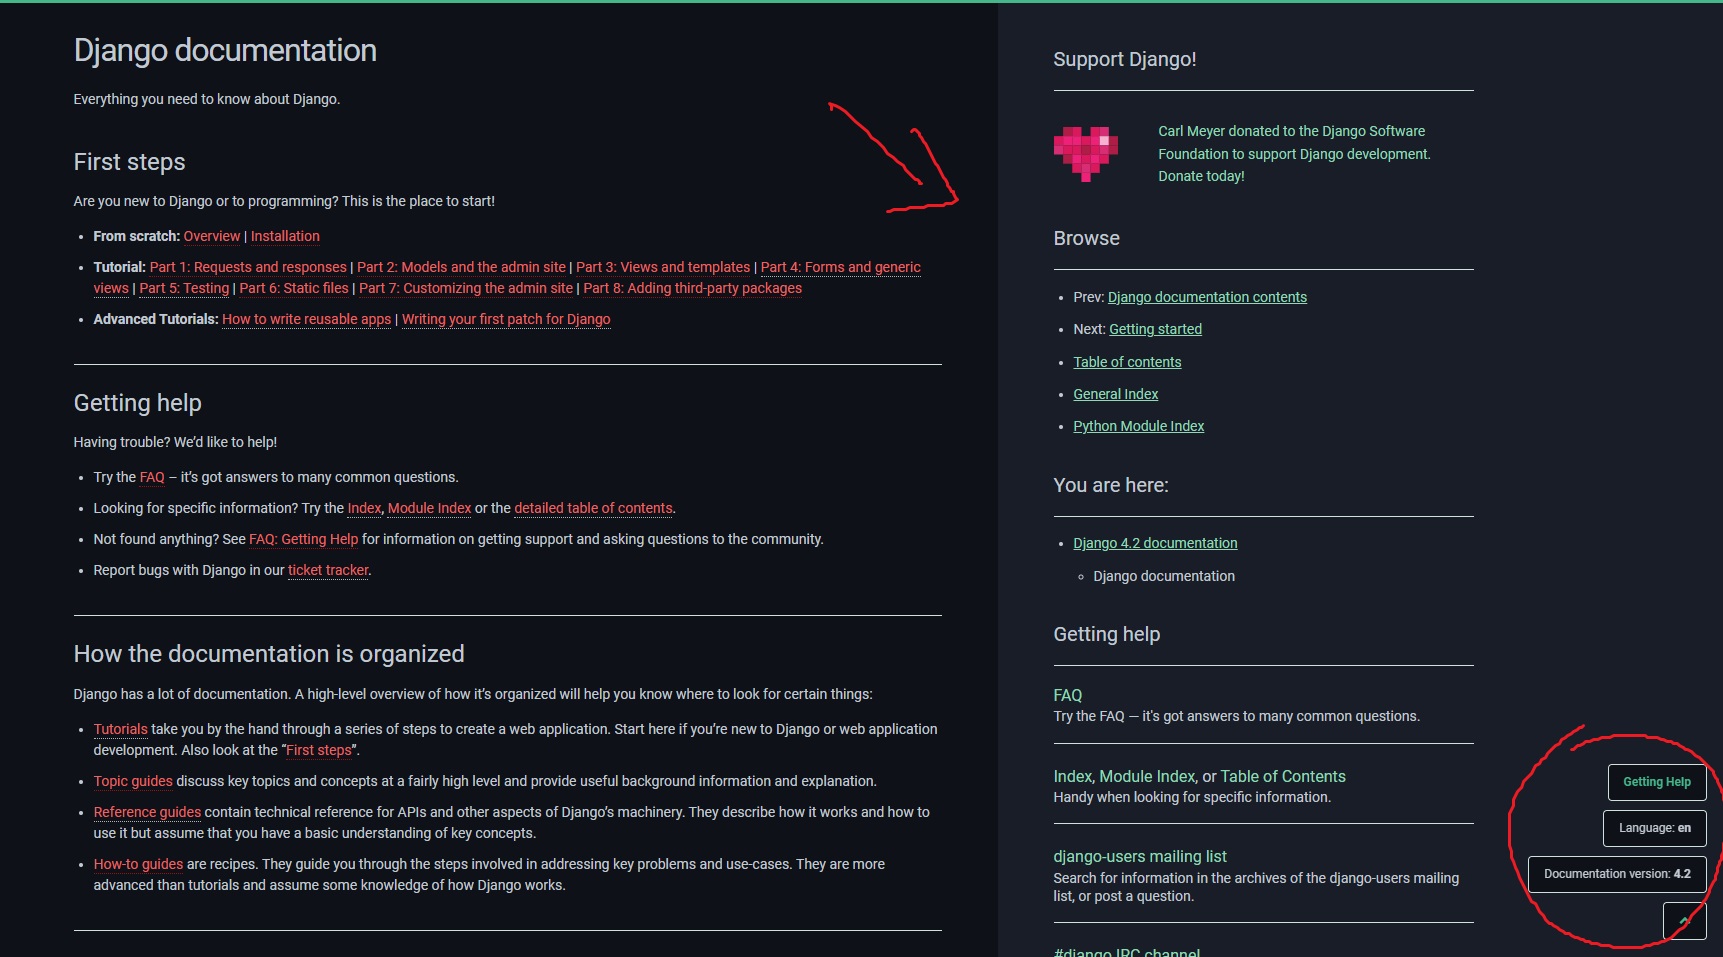 Django documentation
Everything you need to know about Django.
First steps
Are you new to Django or to programming? This is the place to start!
• From scratch: Overview | Installation
• Tutorial: Part 1: Requests and responses | Part 2: Models and the admin site | Part 3: Views and templates | Part 4: Forms and generic
views | Part 5: Testing | Part 6: Static files | Part 7: Customizing the admin site | Part 8: Adding third-party packages
• Advanced Tutorials: How to write reusable apps | Writing your first patch for Django
Getting help
Having trouble? We’d like to help!
• Try the FAQ – it’s got answers to many common questions.
• Looking for specific information? Try the Index, Module Index or the detailed table of contents.
• Not found anything? See FAQ: Getting Help for information on getting support and asking questions to the community.
• Report bugs with Django in our ticket tracker.
How the documentation is organized
Django has a lot of documentation. A high-level overview of how it’s organized will help you know where to look for certain things:
• Tutorials take you by the hand through a series of steps to create a web application. Start here if you’re new to Django or web application
development. Also look at the “First steps”.
• Topic guides discuss key topics and concepts at a fairly high level and provide useful background information and explanation.
• Reference guides contain technical reference for APIs and other aspects of Django’s machinery. They describe how it works and how to
use it but assume that you have a basic understanding of key concepts.
• How-to guides are recipes. They guide you through the steps involved in addressing key problems and use-cases. They are more
advanced than tutorials and assume some knowledge of how Django works.
Support Django!
Carl Meyer donated to the Django Software
Foundation to support Django development.
Donate today!
Browse
• Prev: Django documentation contents
• Next: Getting started
• Table of contents
• General Index
• Python Module Index
You are here:
• Django 4.2 documentation
◦ Django documentation
Getting help
FAQ
Try the FAQ — it's got answers to many common questions.
Index, Module Index, or Table of Contents
Handy when looking for specific information.
django-users mailing list
Search for information in the archives of the django-users mailing
list, or post a question.
#django IRC channel
Getting Help
Language: en
Documentation version: 4.2